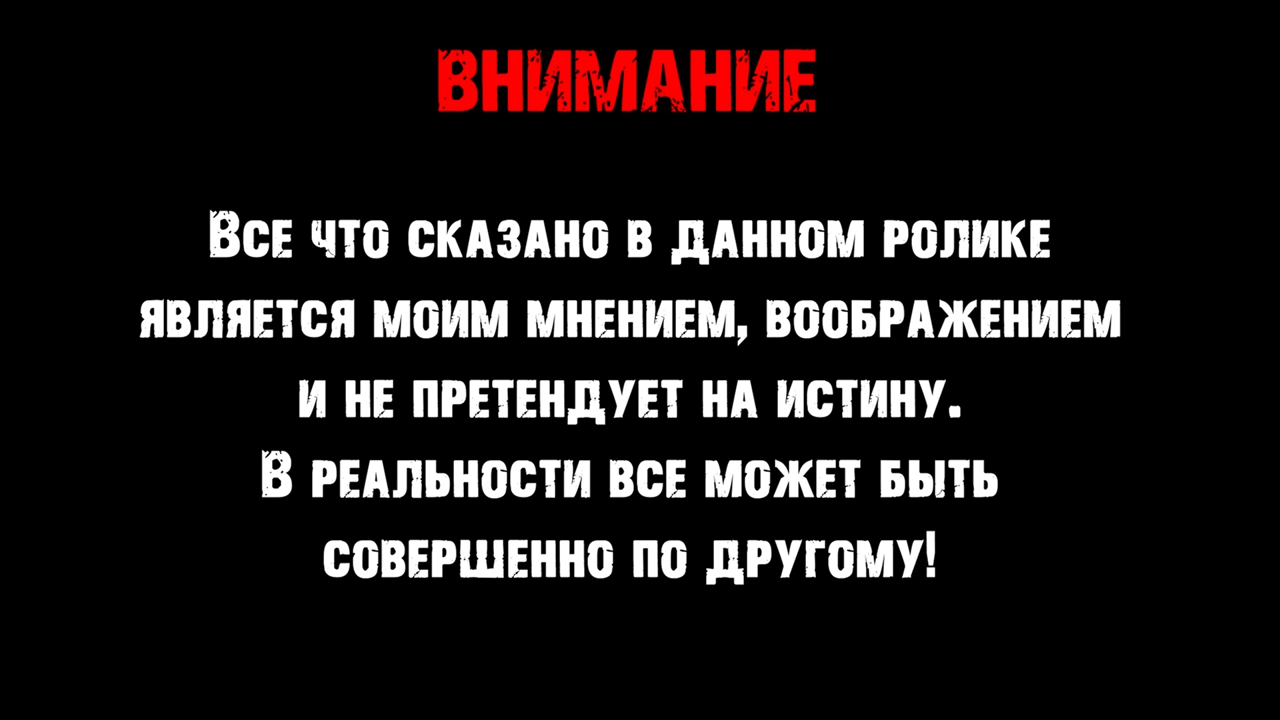 ВНИМАНИЕ
Все что сказано в данном ролике
является моим мнением, воображением
и не претендует на истину.
В реальности все может быть
совершенно по другому!